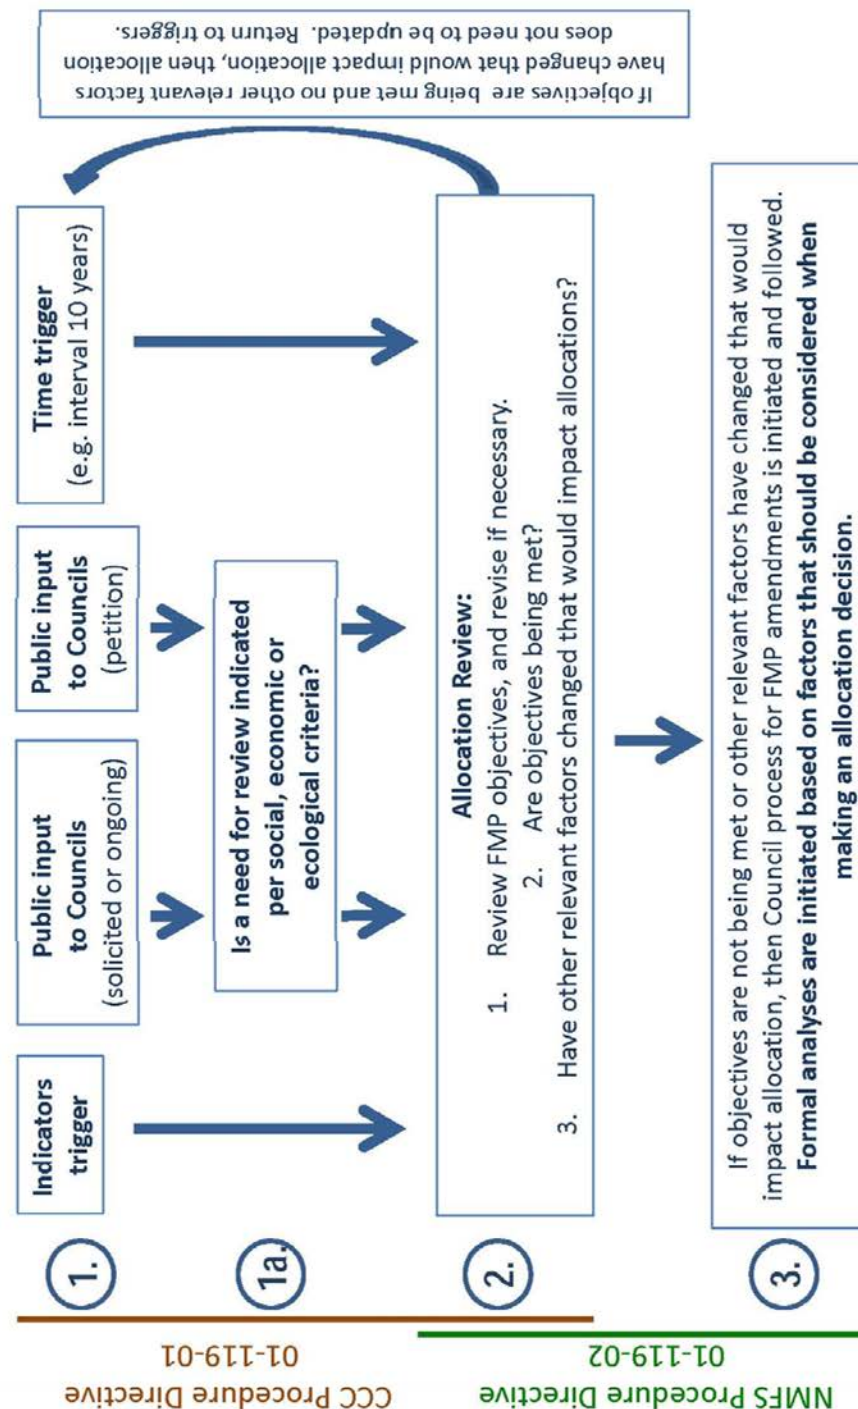 CCC Procedure Directive
01-119-01
NMFS Procedure Directive
01-119-02
1.
Indicators
trigger
Public input
to Councils
(solicited or ongoing)
Public input
to Councils
(petition)
Time trigger
(e.g. interval 10 years)
1a.
Is a need for review indicated
per social, economic or
ecological criteria?
2.
Allocation Review:
1. Review FMP objectives, and revise if necessary.
2. Are objectives being met?
3. Have other relevant factors changed that would impact allocations?
If objectives are being met and no other relevant factors
have changed that would impact allocation, then allocation
does not need to be updated. Return to triggers.
3.
If objectives are not being met or other relevant factors have changed that would
impact allocation, then Council process for FMP amendments is initiated and followed.
Formal analyses are initiated based on factors that should be considered when
making an allocation decision.